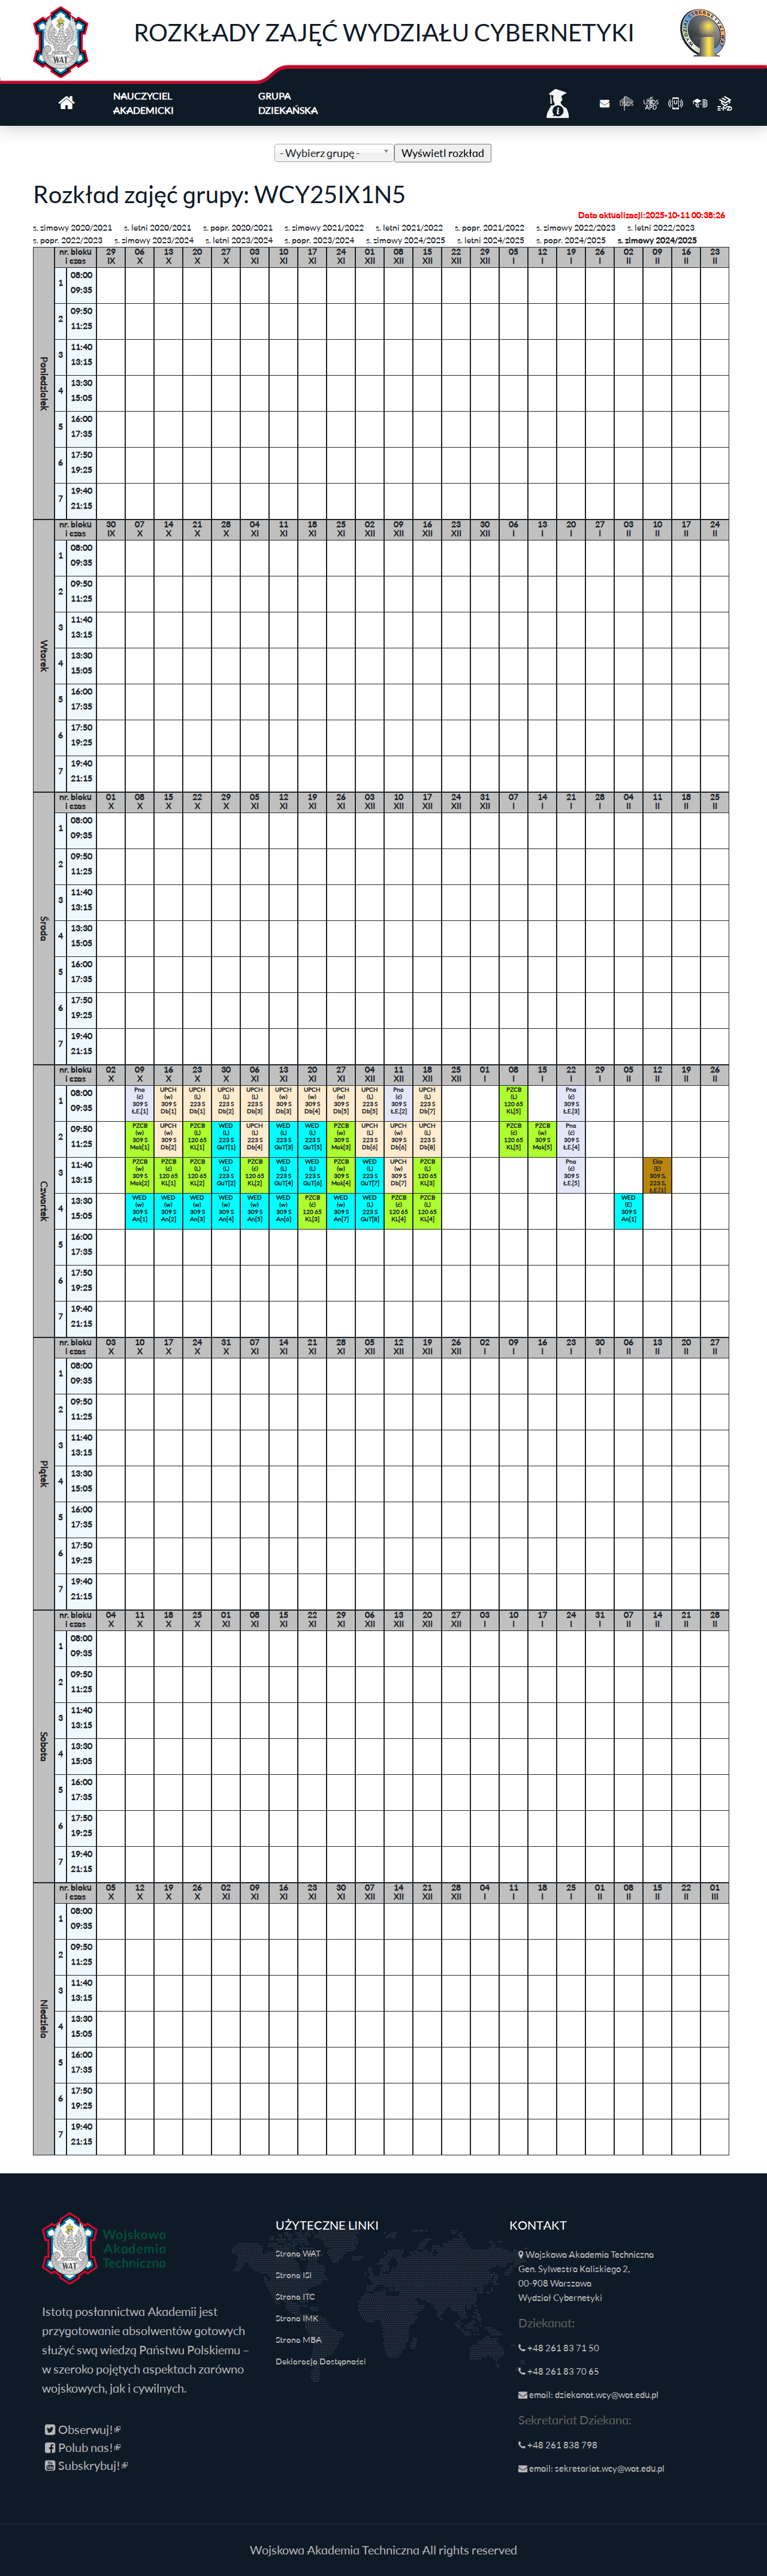 ROZKŁADY ZAJĘĆ WYDZIAŁU CYBERNETYKI
WAT
NAUCZYCIEL
AKADEMICKI
GRUPA
DZIEKAŃSKA
- Wybierz grupę -
Wyświetl rozkład
Rozkład zajęć grupy: WCY25IX1N5
Data aktualizacji:2025-10-11 00:38:26
s. zimowy 2020/2021 s. letni 2020/2021 s. popr. 2020/2021 s. zimowy 2021/2022 s. letni 2021/2022 s. popr. 2021/2022 s. zimowy 2022/2023 s. letni 2022/2023
s. popr. 2022/2023 s. zimowy 2023/2024 s. letni 2023/2024 s. popr. 2023/2024 s. zimowy 2024/2025 s. letni 2024/2025 s. popr. 2024/2025 s. zimowy 2024/2025
Poniedziałek
nr. bloku 29 06 13 20 27 03 10 17 24 01 08 15 22 29 05 12 19 26 02 09 16 23
i czas IX X X X X XI XI XI XI XII XII XII XII XII I I I I II II II II
1 08:00 09:35
2 09:50 11:25
3 11:40 13:15
4 13:30 15:05
5 16:00 17:35
6 17:50 19:25
7 19:40 21:15
Wtorek
nr. bloku 30 07 14 21 28 04 11 18 25 02 09 16 23 30 06 13 20 27 03 10 17 24
i czas IX X X X X XI XI XI XI XII XII XII XII XII I I I I II II II II
1 08:00 09:35
2 09:50 11:25
3 11:40 13:15
4 13:30 15:05
5 16:00 17:35
6 17:50 19:25
7 19:40 21:15
Środa
nr. bloku 01 08 15 22 29 05 12 19 26 03 10 17 24 31 07 14 21 28 04 11 18 25
i czas X X X X X XI XI XI XI XII XII XII XII XII I I I I II II II II
1 08:00 09:35
2 09:50 11:25
3 11:40 13:15
4 13:30 15:05
5 16:00 17:35
6 17:50 19:25
7 19:40 21:15
Czwartek
nr. bloku 02 09 16 23 30 06 13 20 27 04 11 18 25 01 08 15 22 29 05 12 19 26
i czas X X X X X XI XI XI XI XII XII XII XII I I I I I II II II II
1 08:00 Pna UPCH UPCH UPCH UPCH UPCH UPCH UPCH UPCH Pna UPCH PZCB Pna
(ć) (w) (L) (L) (L) (w) (w) (w) (L) (ć) (L) (L) (ć)
09:35 309 S 309 S 223 S 223 S 223 S 309 S 309 S 309 S 223 S 309 S 223 S 120 65 309 S
Ł.E.[1] Db[1] Db[1] Db[2] Db[3] Db[3] Db[4] Db[5] Db[5] Ł.E.[2] Db[7] KL[5] Ł.E.[3]
2 09:50 PZCB UPCH PZCB WED UPCH WED WED PZCB UPCH UPCH UPCH PZCB PZCB Pna
(w) (w) (L) (L) (L) (L) (L) (w) (L) (w) (L) (ć) (w) (ć)
11:25 309 S 309 S 120 65 223 S 223 S 223 S 223 S 309 S 223 S 309 S 223 S 120 65 309 S 309 S
Mak[1] Db[2] KL[1] GuT[1] Db[4] GuT[3] GuT[5] Mak[3] Db[6] Db[6] Db[8] KL[5] Mak[5] Ł.E.[4]
3 11:40 PZCB PZCB PZCB WED PZCB WED WED PZCB WED UPCH PZCB Pna Eko
(w) (ć) (L) (L) (ć) (L) (L) (w) (L) (w) (L) (ć) (E)
13:15 309 S 120 65 120 65 223 S 120 65 223 S 223 S 309 S 223 S 309 S 120 65 309 S 309 S,
223 S,
Mak[2] KL[1] KL[2] GuT[2] KL[2] GuT[4] GuT[6] Mak[4] GuT[7] Db[7] KL[3] Ł.E.[5] Ł.E.[1]
4 13:30 WED WED WED WED WED WED PZCB WED WED PZCB PZCB WED
(w) (w) (w) (w) (w) (w) (ć) (w) (L) (ć) (L) (E)
15:05 309 S 309 S 309 S 309 S 309 S 309 S 120 65 309 S 223 S 120 65 120 65 309 S
An[1] An[2] An[3] An[4] An[5] An[6] KL[3] An[7] GuT[8] KL[4] KL[4] An[1]
5 16:00 17:35
6 17:50 19:25
7 19:40 21:15
Piątek
nr. bloku 03 10 17 24 31 07 14 21 28 05 12 19 26 02 09 16 23 30 06 13 20 27
i czas X X X X X XI XI XI XI XII XII XII XII I I I I I II II II II
1 08:00 09:35
2 09:50 11:25
3 11:40 13:15
4 13:30 15:05
5 16:00 17:35
6 17:50 19:25
7 19:40 21:15
Sobota
nr. bloku 04 11 18 25 01 08 15 22 29 06 13 20 27 03 10 17 24 31 07 14 21 28
i czas X X X X XI XI XI XI XI XII XII XII XII I I I I I II II II II
1 08:00 09:35
2 09:50 11:25
3 11:40 13:15
4 13:30 15:05
5 16:00 17:35
6 17:50 19:25
7 19:40 21:15
Niedziela
nr. bloku 05 12 19 26 02 09 16 23 30 07 14 21 28 04 11 18 25 01 08 15 22 01
i czas X X X X XI XI XI XI XI XII XII XII XII I I I I II II II II III
1 08:00 09:35
2 09:50 11:25
3 11:40 13:15
4 13:30 15:05
5 16:00 17:35
6 17:50 19:25
7 19:40 21:15
WAT
Wojskowa
Akademia
Techniczna
Istotą posłannictwa Akademii jest
przygotowanie absolwentów gotowych
służyć swą wiedzą Państwu Polskiemu –
w szeroko pojętych aspektach zarówno
wojskowych, jak i cywilnych.
Obserwuj!
Polub nas!
Subskrybuj!
UŻYTECZNE LINKI
Strona WAT
Strona ISI
Strona ITC
Strona IMK
Strona MBA
Deklaracja Dostępności
KONTAKT
Wojskowa Akademia Techniczna
Gen. Sylwestra Kaliskiego 2,
00-908 Warszawa
Wydział Cybernetyki
Dziekanat:
+48 261 83 71 50
+48 261 83 70 65
email: dziekanat.wcy@wat.edu.pl
Sekretariat Dziekana:
+48 261 838 798
email: sekretariat.wcy@wat.edu.pl
Wojskowa Akademia Techniczna All rights reserved